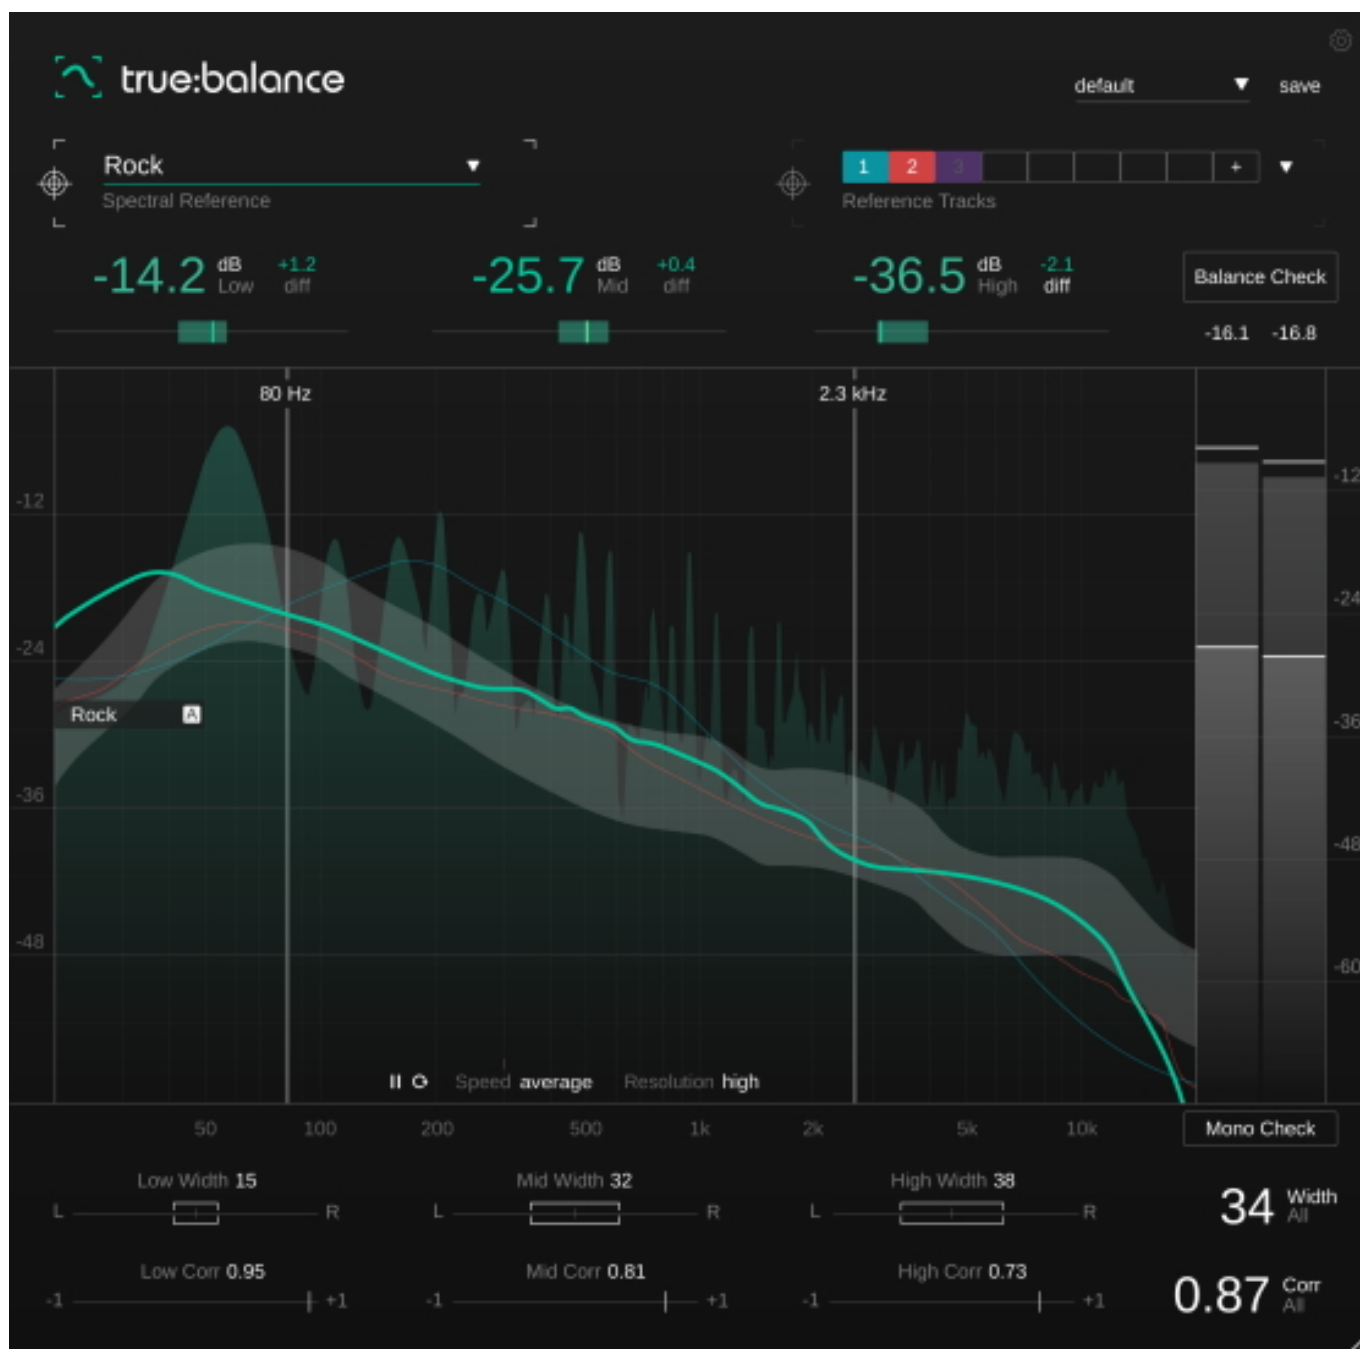 true:balance
default ▼ save
Rock ▼
Spectral Reference
1 2 3 + ▼
Reference Tracks
-14.2 dB Low +1.2 diff
-25.7 dB Mid +0.4 diff
-36.5 dB High -2.1 diff
Balance Check
-16.1 -16.8
80 Hz 2.3 kHz
-12
-24
-36
-48
Rock A
-12
-24
-36
-48
-60
Speed average Resolution high
50 100 200 500 1k 2k 5k 10k
Mono Check
Low Width 15
L R
Mid Width 32
L R
High Width 38
L R
34 Width All
Low Corr 0.95
-1 +1
Mid Corr 0.81
-1 +1
High Corr 0.73
-1 +1
0.87 Corr All